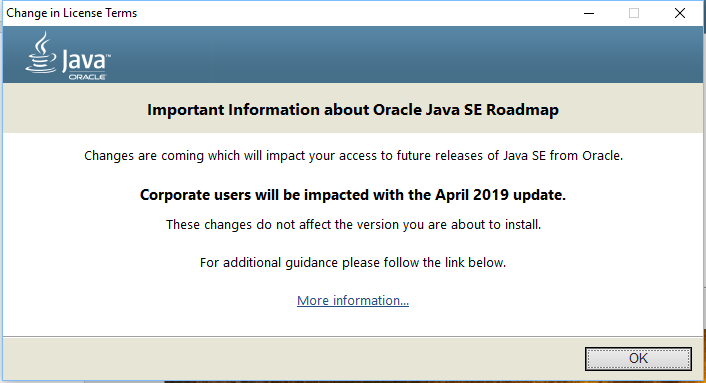 Change in License Terms
Java™
ORACLE
Important Information about Oracle Java SE Roadmap
Changes are coming which will impact your access to future releases of Java SE from Oracle.
Corporate users will be impacted with the April 2019 update.
These changes do not affect the version you are about to install.
For additional guidance please follow the link below.
More information...
OK